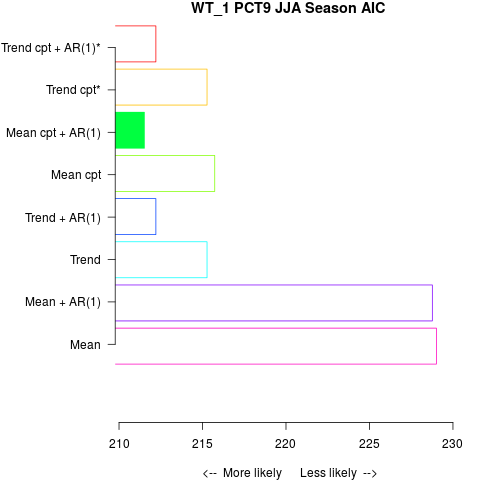 WT_1 PCT9 JJA Season AIC
Trend cpt + AR(1)*
Trend cpt*
Mean cpt + AR(1)
Mean cpt
Trend + AR(1)
Trend
Mean + AR(1)
Mean
210 215 220 225 230
<-- More likely Less likely -->